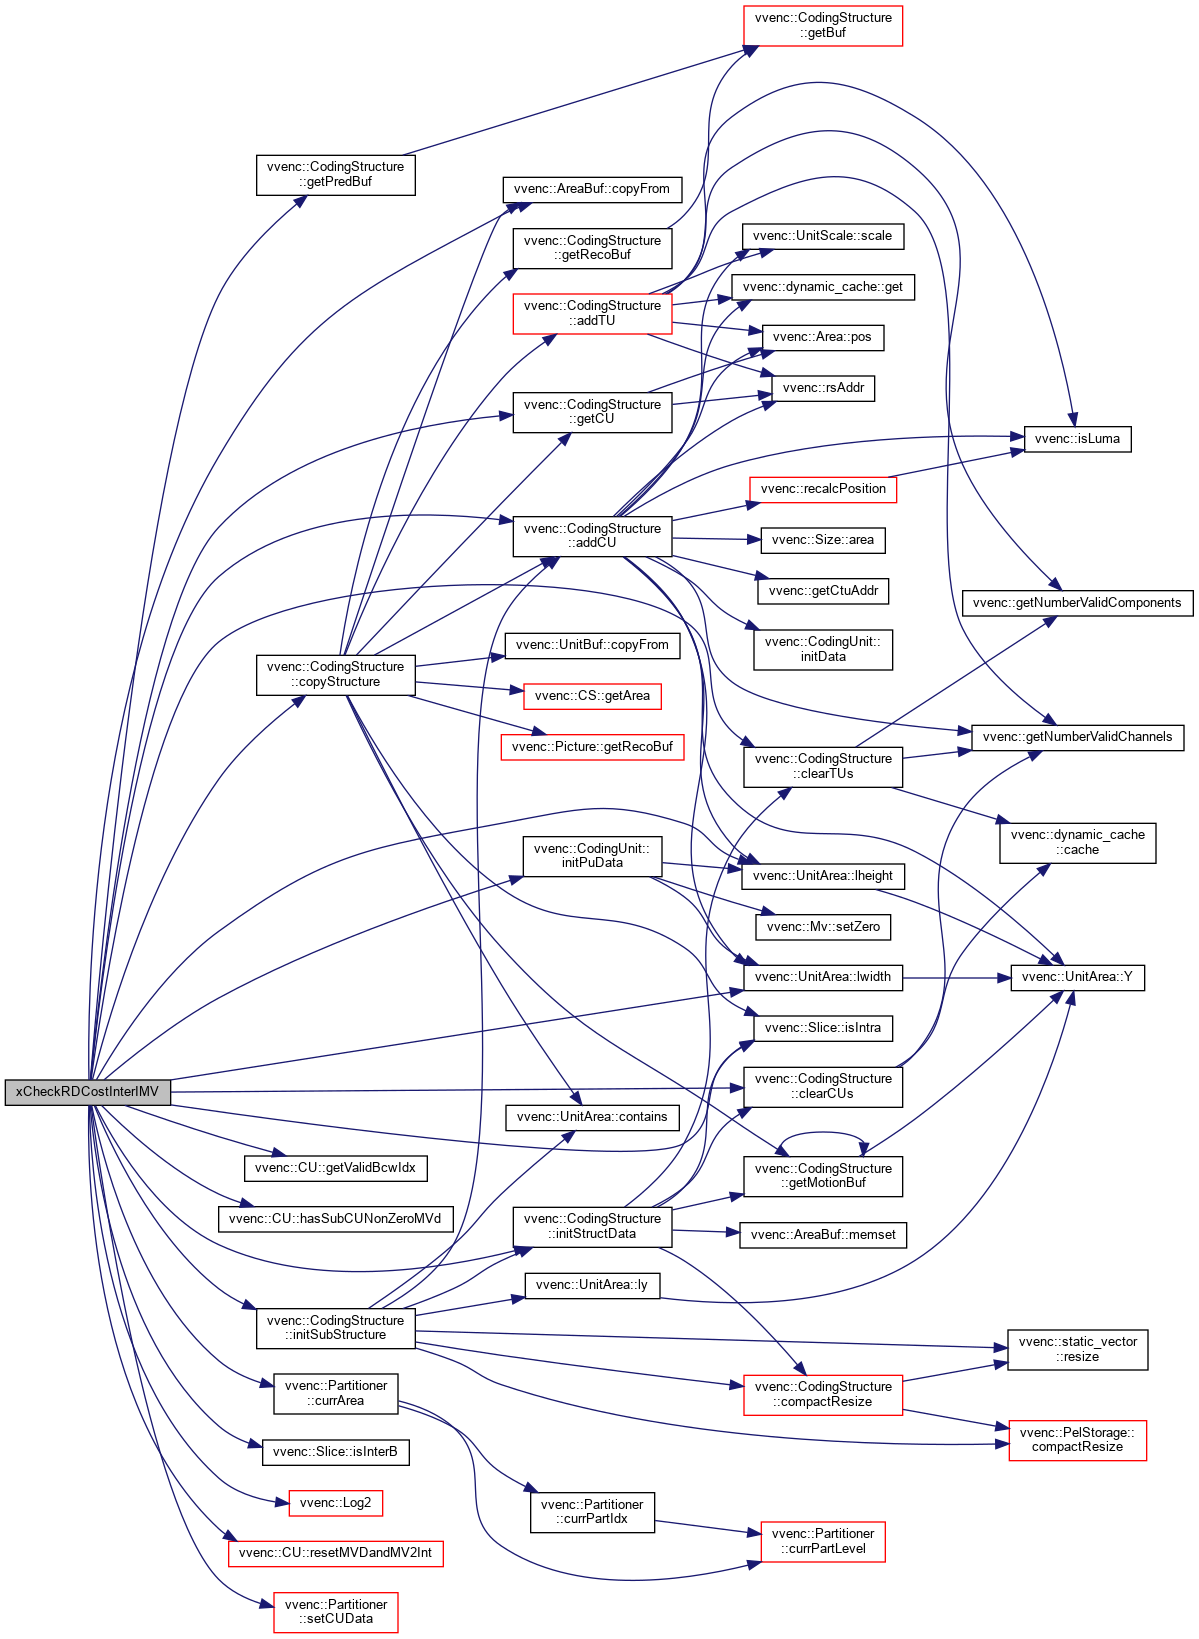 vvenc::CodingStructure
::getBuf
vvenc::CodingStructure
::getPredBuf
vvenc::AreaBuf::copyFrom
vvenc::CodingStructure
::getRecoBuf
vvenc::UnitScale::scale
vvenc::dynamic_cache::get
vvenc::CodingStructure
::addTU
vvenc::Area::pos
vvenc::rsAddr
vvenc::CodingStructure
::getCU
vvenc::isLuma
vvenc::recalcPosition
vvenc::CodingStructure
::addCU
vvenc::Size::area
vvenc::getCtuAddr
vvenc::getNumberValidComponents
vvenc::UnitBuf::copyFrom
vvenc::CodingUnit::
initData
vvenc::CodingStructure
::copyStructure
vvenc::CS::getArea
vvenc::Picture::getRecoBuf
vvenc::getNumberValidChannels
vvenc::CodingStructure
::clearTUs
vvenc::dynamic_cache
::cache
vvenc::CodingUnit::
initPuData
vvenc::UnitArea::lheight
vvenc::Mv::setZero
vvenc::UnitArea::lwidth
vvenc::UnitArea::Y
vvenc::Slice::isIntra
xCheckRDCostInterIMV
vvenc::CodingStructure
::clearCUs
vvenc::UnitArea::contains
vvenc::CU::getValidBcwIdx
vvenc::CodingStructure
::getMotionBuf
vvenc::CU::hasSubCUNonZeroMVd
vvenc::CodingStructure
::initStructData
vvenc::AreaBuf::memset
vvenc::UnitArea::ly
vvenc::CodingStructure
::initSubStructure
vvenc::static_vector
::resize
vvenc::Partitioner
::currArea
vvenc::CodingStructure
::compactResize
vvenc::PelStorage::
compactResize
vvenc::Slice::isInterB
vvenc::Log2
vvenc::Partitioner
::currPartIdx
vvenc::Partitioner
::currPartLevel
vvenc::CU::resetMVDandMV2Int
vvenc::Partitioner
::setCUData